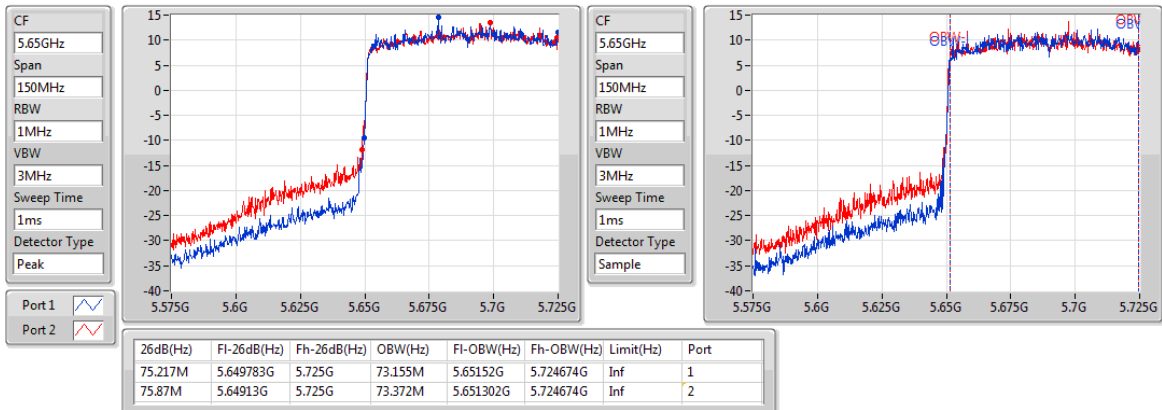 CF
5.65GHz
Span
150MHz
RBW
1MHz
VBW
3MHz
Sweep Time
1ms
Detector Type
Peak
Port 1
Port 2
15
10
5
0
-5
-10
-15
-20
-25
-30
-35
-40
5.575G 5.6G 5.625G 5.65G 5.675G 5.7G 5.725G
CF
5.65GHz
Span
150MHz
RBW
1MHz
VBW
3MHz
Sweep Time
1ms
Detector Type
Sample
15
10
5
0
-5
-10
-15
-20
-25
-30
-35
-40
OBW
OBW
OBV
OBV
5.575G 5.6G 5.625G 5.65G 5.675G 5.7G 5.725G
26dB(Hz) Fl-26dB(Hz) Fh-26dB(Hz) OBW(Hz) Fl-OBW(Hz) Fh-OBW(Hz) Limit(Hz) Port
75.217M 5.649783G 5.725G 73.155M 5.65152G 5.724674G Inf 1
75.87M 5.64913G 5.725G 73.372M 5.651302G 5.724674G Inf 2